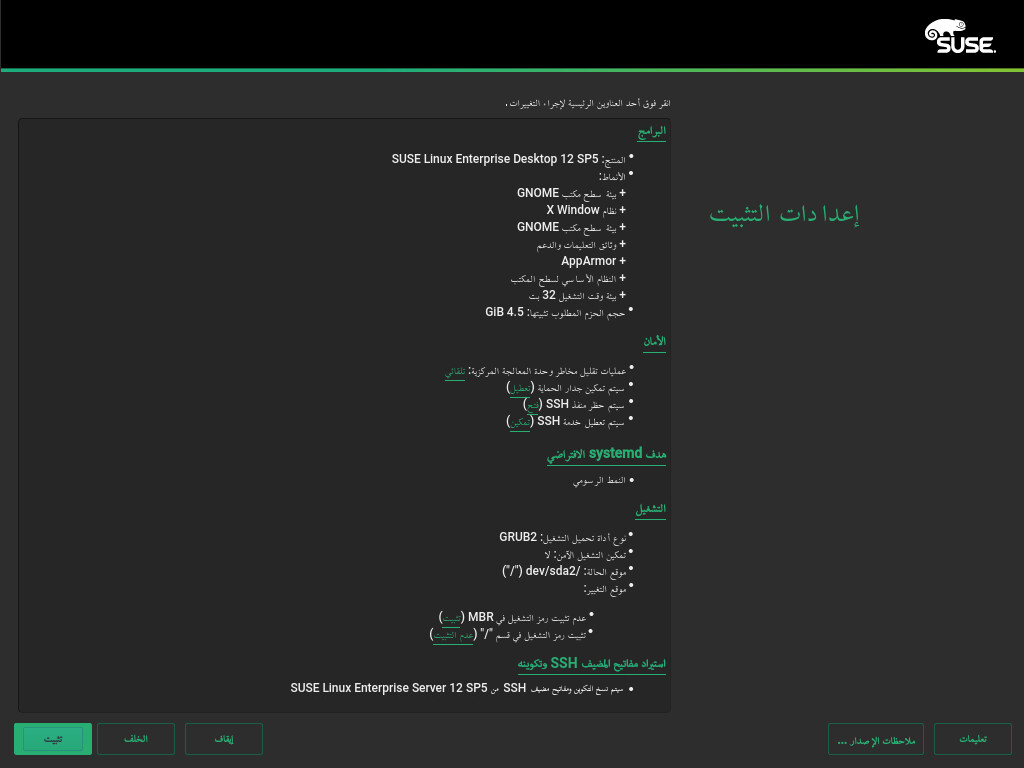 SUSE.
انقر فوق أحد العناوين الرئيسية لإجراء التغييرات.
إعدادات التثبيت
البرامج
• المنتج: SUSE Linux Enterprise Desktop 12 SP5
• الأنماط:
+ بيئة سطح مكتب GNOME
+ نظام X Window
+ بيئة سطح مكتب GNOME
+ وثائق التعليمات والدعم
+ AppArmor
+ النظام الأساسي لسطح المكتب
+ بيئة وقت التشغيل 32 بت
• حجم الحزم المطلوب تثبيتها: 4.5 GiB
الأمان
• عمليات تقليل مخاطر وحدة المعالجة المركزية: تلقائي
• سيتم تمكين جدار الحماية (تعطيل)
• سيتم حظر منفذ SSH (فتح)
• سيتم تعطيل خدمة SSH (تمكين)
هدف systemd الافتراضي
• النمط الرسومي
التشغيل
• نوع أداة تحميل التشغيل: GRUB2
• تمكين التشغيل الآمن: لا
• موقع الحالة: /dev/sda2 ("/")
• موقع التغيير:
• عدم تثبيت رمز التشغيل في MBR (تثبيت)
• تثبيت رمز التشغيل في قسم "/" (عدم التثبيت)
استيراد مفاتيح المضيف SSH وتكوينه
• سيتم نسخ التكوين ومفاتيح مضيف SSH من SUSE Linux Enterprise Server 12 SP5
تعليمات
ملاحظات الإصدار ...
إيقاف
الخلف
تثبيت